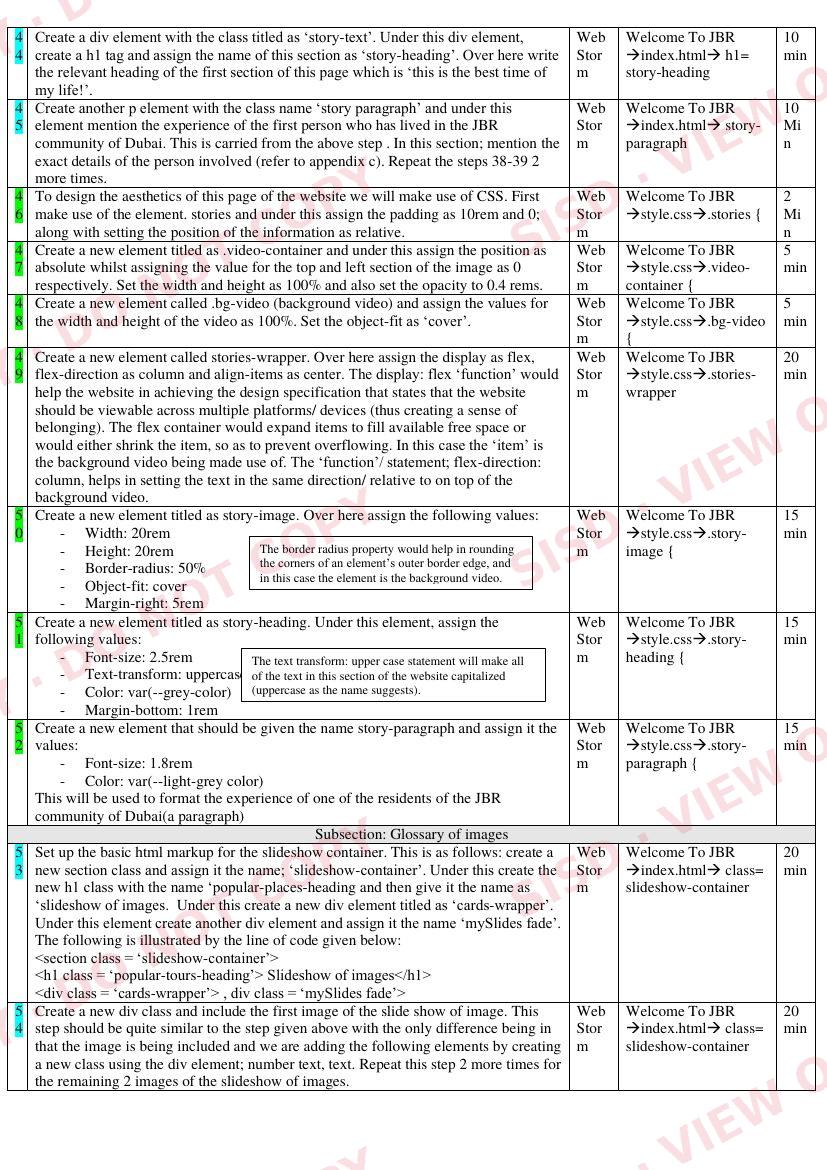 4 4 Create a div element with the class titled as ‘story-text’. Under this div element,
create a h1 tag and assign the name of this section as ‘story-heading’. Over here write
the relevant heading of the first section of this page which is ‘this is the best time of
my life!’.
Web Stor m
Welcome To JBR
→index.html→ h1=
story-heading
10 min
4 5 Create another p element with the class name ‘story paragraph’ and under this
element mention the experience of the first person who has lived in the JBR
community of Dubai. This is carried from the above step . In this section; mention the
exact details of the person involved (refer to appendix c). Repeat the steps 38-39 2
more times.
Web Stor m
Welcome To JBR
→index.html→ story-
paragraph
10 Mi n
4 6 To design the aesthetics of this page of the website we will make use of CSS. First
make use of the element. stories and under this assign the padding as 10rem and 0;
along with setting the position of the information as relative.
Web Stor m
Welcome To JBR
→style.css→.stories {
2 Mi n
4 7 Create a new element titled as .video-container and under this assign the position as
absolute whilst assigning the value for the top and left section of the image as 0
respectively. Set the width and height as 100% and also set the opacity to 0.4 rems.
Web Stor m
Welcome To JBR
→style.css→.video-
container {
5 min
4 8 Create a new element called .bg-video (background video) and assign the values for
the width and height of the video as 100%. Set the object-fit as ‘cover’.
Web Stor m
Welcome To JBR
→style.css→.bg-video
{
5 min
4 9 Create a new element called stories-wrapper. Over here assign the display as flex,
flex-direction as column and align-items as center. The display: flex ‘function’ would
help the website in achieving the design specification that states that the website
should be viewable across multiple platforms/ devices (thus creating a sense of
belonging). The flex container would expand items to fill available free space or
would either shrink the item, so as to prevent overflowing. In this case the ‘item’ is
the background video being made use of. The ‘function’/ statement; flex-direction:
column, helps in setting the text in the same direction/ relative to on top of the
background video.
Web Stor m
Welcome To JBR
→style.css→.stories-
wrapper
20 min
5 0 Create a new element titled as story-image. Over here assign the following values:
- Width: 20rem
- Height: 20rem
- Border-radius: 50%
- Object-fit: cover
- Margin-right: 5rem
The border radius property would help in rounding
the corners of an element’s outer border edge, and
in this case the element is the background video.
Web Stor m
Welcome To JBR
→style.css→.story-
image {
15 min
5 1 Create a new element titled as story-heading. Under this element, assign the
following values:
- Font-size: 2.5rem
- Text-transform: uppercas
- Color: var(--grey-color)
- Margin-bottom: 1rem
The text transform: upper case statement will make all
of the text in this section of the website capitalized
(uppercase as the name suggests).
Web Stor m
Welcome To JBR
→style.css→.story-
heading {
15 min
5 2 Create a new element that should be given the name story-paragraph and assign it the
values:
- Font-size: 1.8rem
- Color: var(--light-grey color)
This will be used to format the experience of one of the residents of the JBR
community of Dubai(a paragraph)
Web Stor m
Welcome To JBR
→style.css→.story-
paragraph {
15 min
Subsection: Glossary of images
5 3 Set up the basic html markup for the slideshow container. This is as follows: create a
new section class and assign it the name; ‘slideshow-container’. Under this create the
new h1 class with the name ‘popular-places-heading and then give it the name as
‘slideshow of images.  Under this create a new div element titled as ‘cards-wrapper’.
Under this element create another div element and assign it the name ‘mySlides fade’.
The following is illustrated by the line of code given below:
<section class = ‘slideshow-container’>
<h1 class = ‘popular-tours-heading’> Slideshow of images</h1>
<div class = ‘cards-wrapper’> , div class = ‘mySlides fade’>
Web Stor m
Welcome To JBR
→index.html→ class=
slideshow-container
20 min
5 4 Create a new div class and include the first image of the slide show of image. This
step should be quite similar to the step given above with the only difference being in
that the image is being included and we are adding the following elements by creating
a new class using the div element; number text, text. Repeat this step 2 more times for
the remaining 2 images of the slideshow of images.
Web Stor m
Welcome To JBR
→index.html→ class=
slideshow-container
20 min
DO NOT COPY
SISD . VIEW O
DO NOT COPY
SISD . VIEW O
DO NOT COPY
SISD . VIEW O